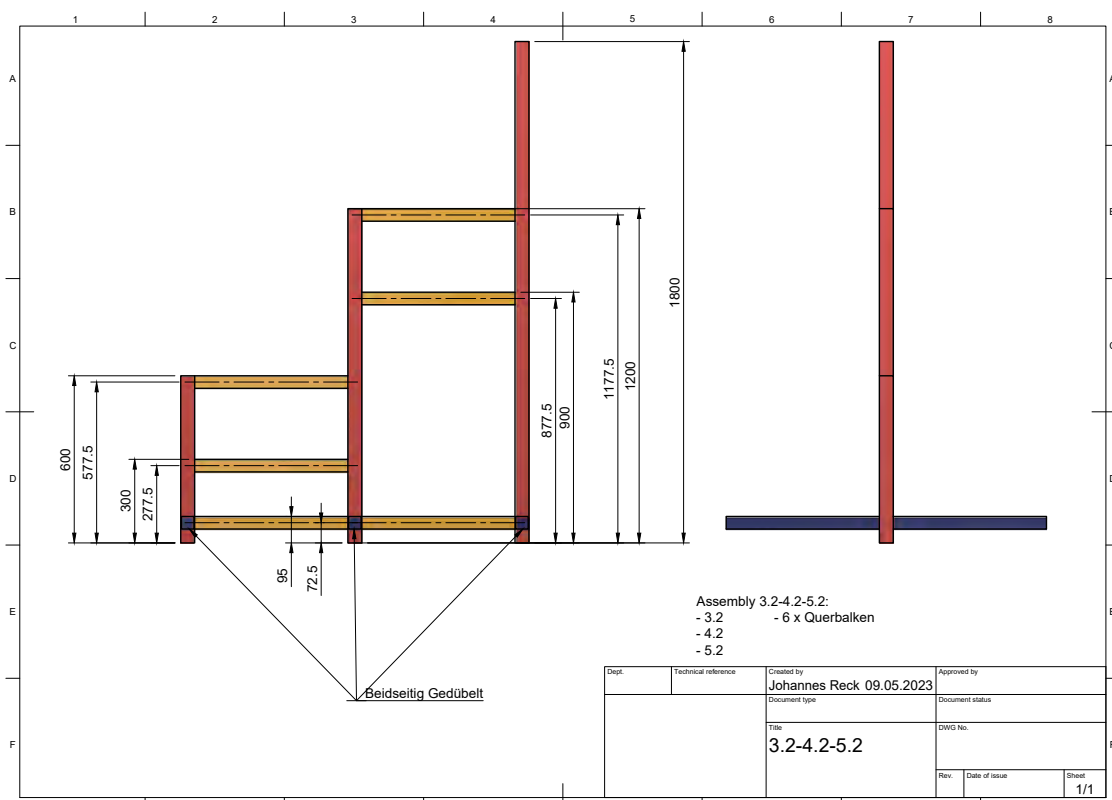 1 2 3 4 5 6 7 8
A A
B B
C C
D D
E E
F F
600
577.5
300
277.5
95
72.5
877.5
900
1177.5
1200
1800
Beidseitig Gedübelt
Assembly 3.2-4.2-5.2:
- 3.2 - 6 x Querbalken
- 4.2
- 5.2
Dept. Technical reference Created by Approved by
Johannes Reck 09.05.2023
Document type Document status
Title DWG No.
3.2-4.2-5.2
Rev. Date of issue Sheet
1/1